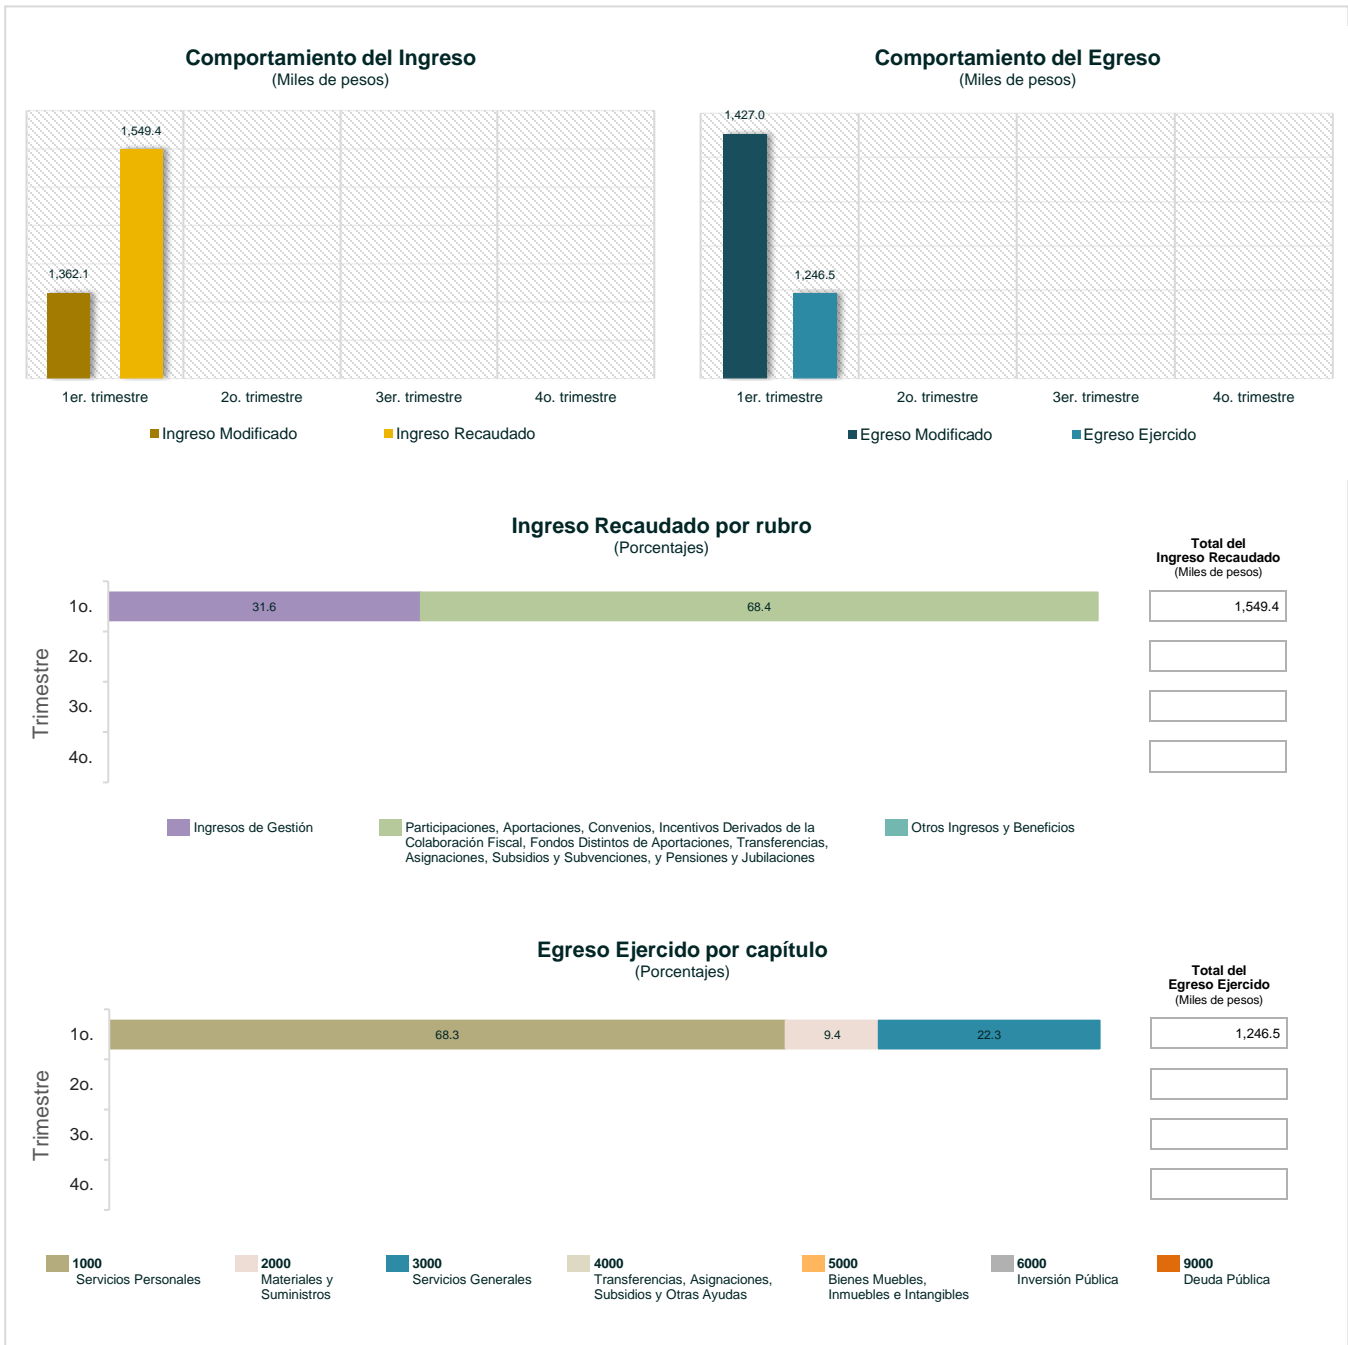 Comportamiento del Ingreso
(Miles de pesos)
1,549.4
1,362.1
1er. trimestre
2o. trimestre
3er. trimestre
4o. trimestre
Ingreso Modificado
Ingreso Recaudado
Comportamiento del Egreso
(Miles de pesos)
1,427.0
1,246.5
1er. trimestre
2o. trimestre
3er. trimestre
4o. trimestre
Egreso Modificado
Egreso Ejercido
Ingreso Recaudado por rubro
(Porcentajes)
Total del
Ingreso Recaudado
(Miles de pesos)
Trimestre
1o.
31.6
68.4
1,549.4
2o.
3o.
4o.
Ingresos de Gestión
Participaciones, Aportaciones, Convenios, Incentivos Derivados de la
Colaboración Fiscal, Fondos Distintos de Aportaciones, Transferencias,
Asignaciones, Subsidios y Subvenciones, y Pensiones y Jubilaciones
Otros Ingresos y Beneficios
Egreso Ejercido por capítulo
(Porcentajes)
Total del
Egreso Ejercido
(Miles de pesos)
Trimestre
1o.
68.3
9.4
22.3
1,246.5
2o.
3o.
4o.
1000
Servicios Personales
2000
Materiales y
Suministros
3000
Servicios Generales
4000
Transferencias, Asignaciones,
Subsidios y Otras Ayudas
5000
Bienes Muebles,
Inmuebles e Intangibles
6000
Inversión Pública
9000
Deuda Pública